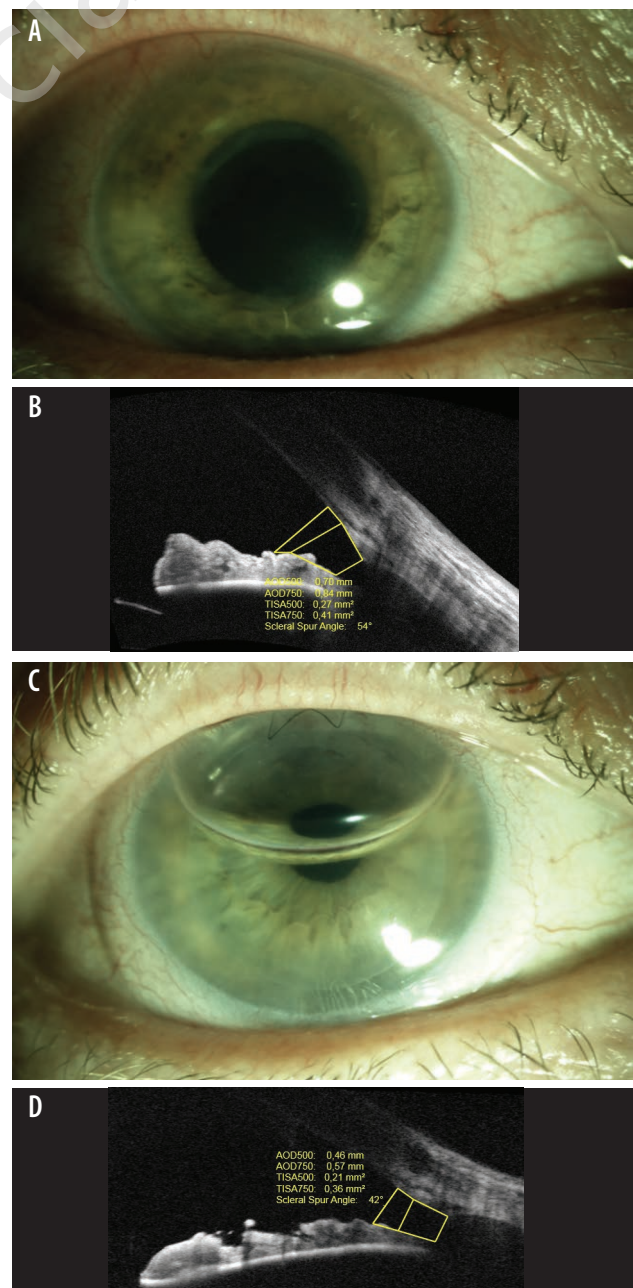 A
B
AOD500: 0,70 mm
AOD750: 0,84 mm
TISA500: 0,27 mm²
TISA750: 0,41 mm²
Scleral Spur Angle: 54°
C
D
AOD500: 0,46 mm
AOD750: 0,57 mm
TISA500: 0,21 mm²
TISA750: 0,36 mm²
Scleral Spur Angle: 42°